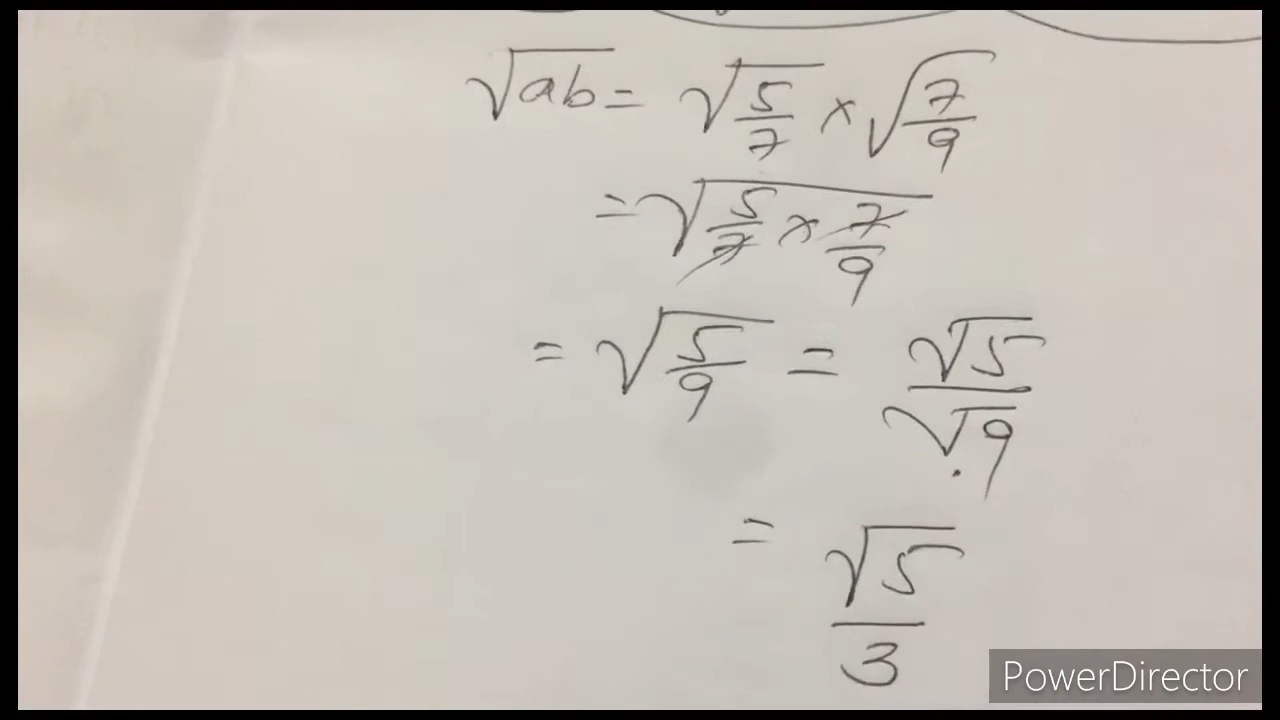 √ab = √5/7 × √7/9
= √5/7 × 7/9
= √5/9 = √5/√9
= √5/3
PowerDirector